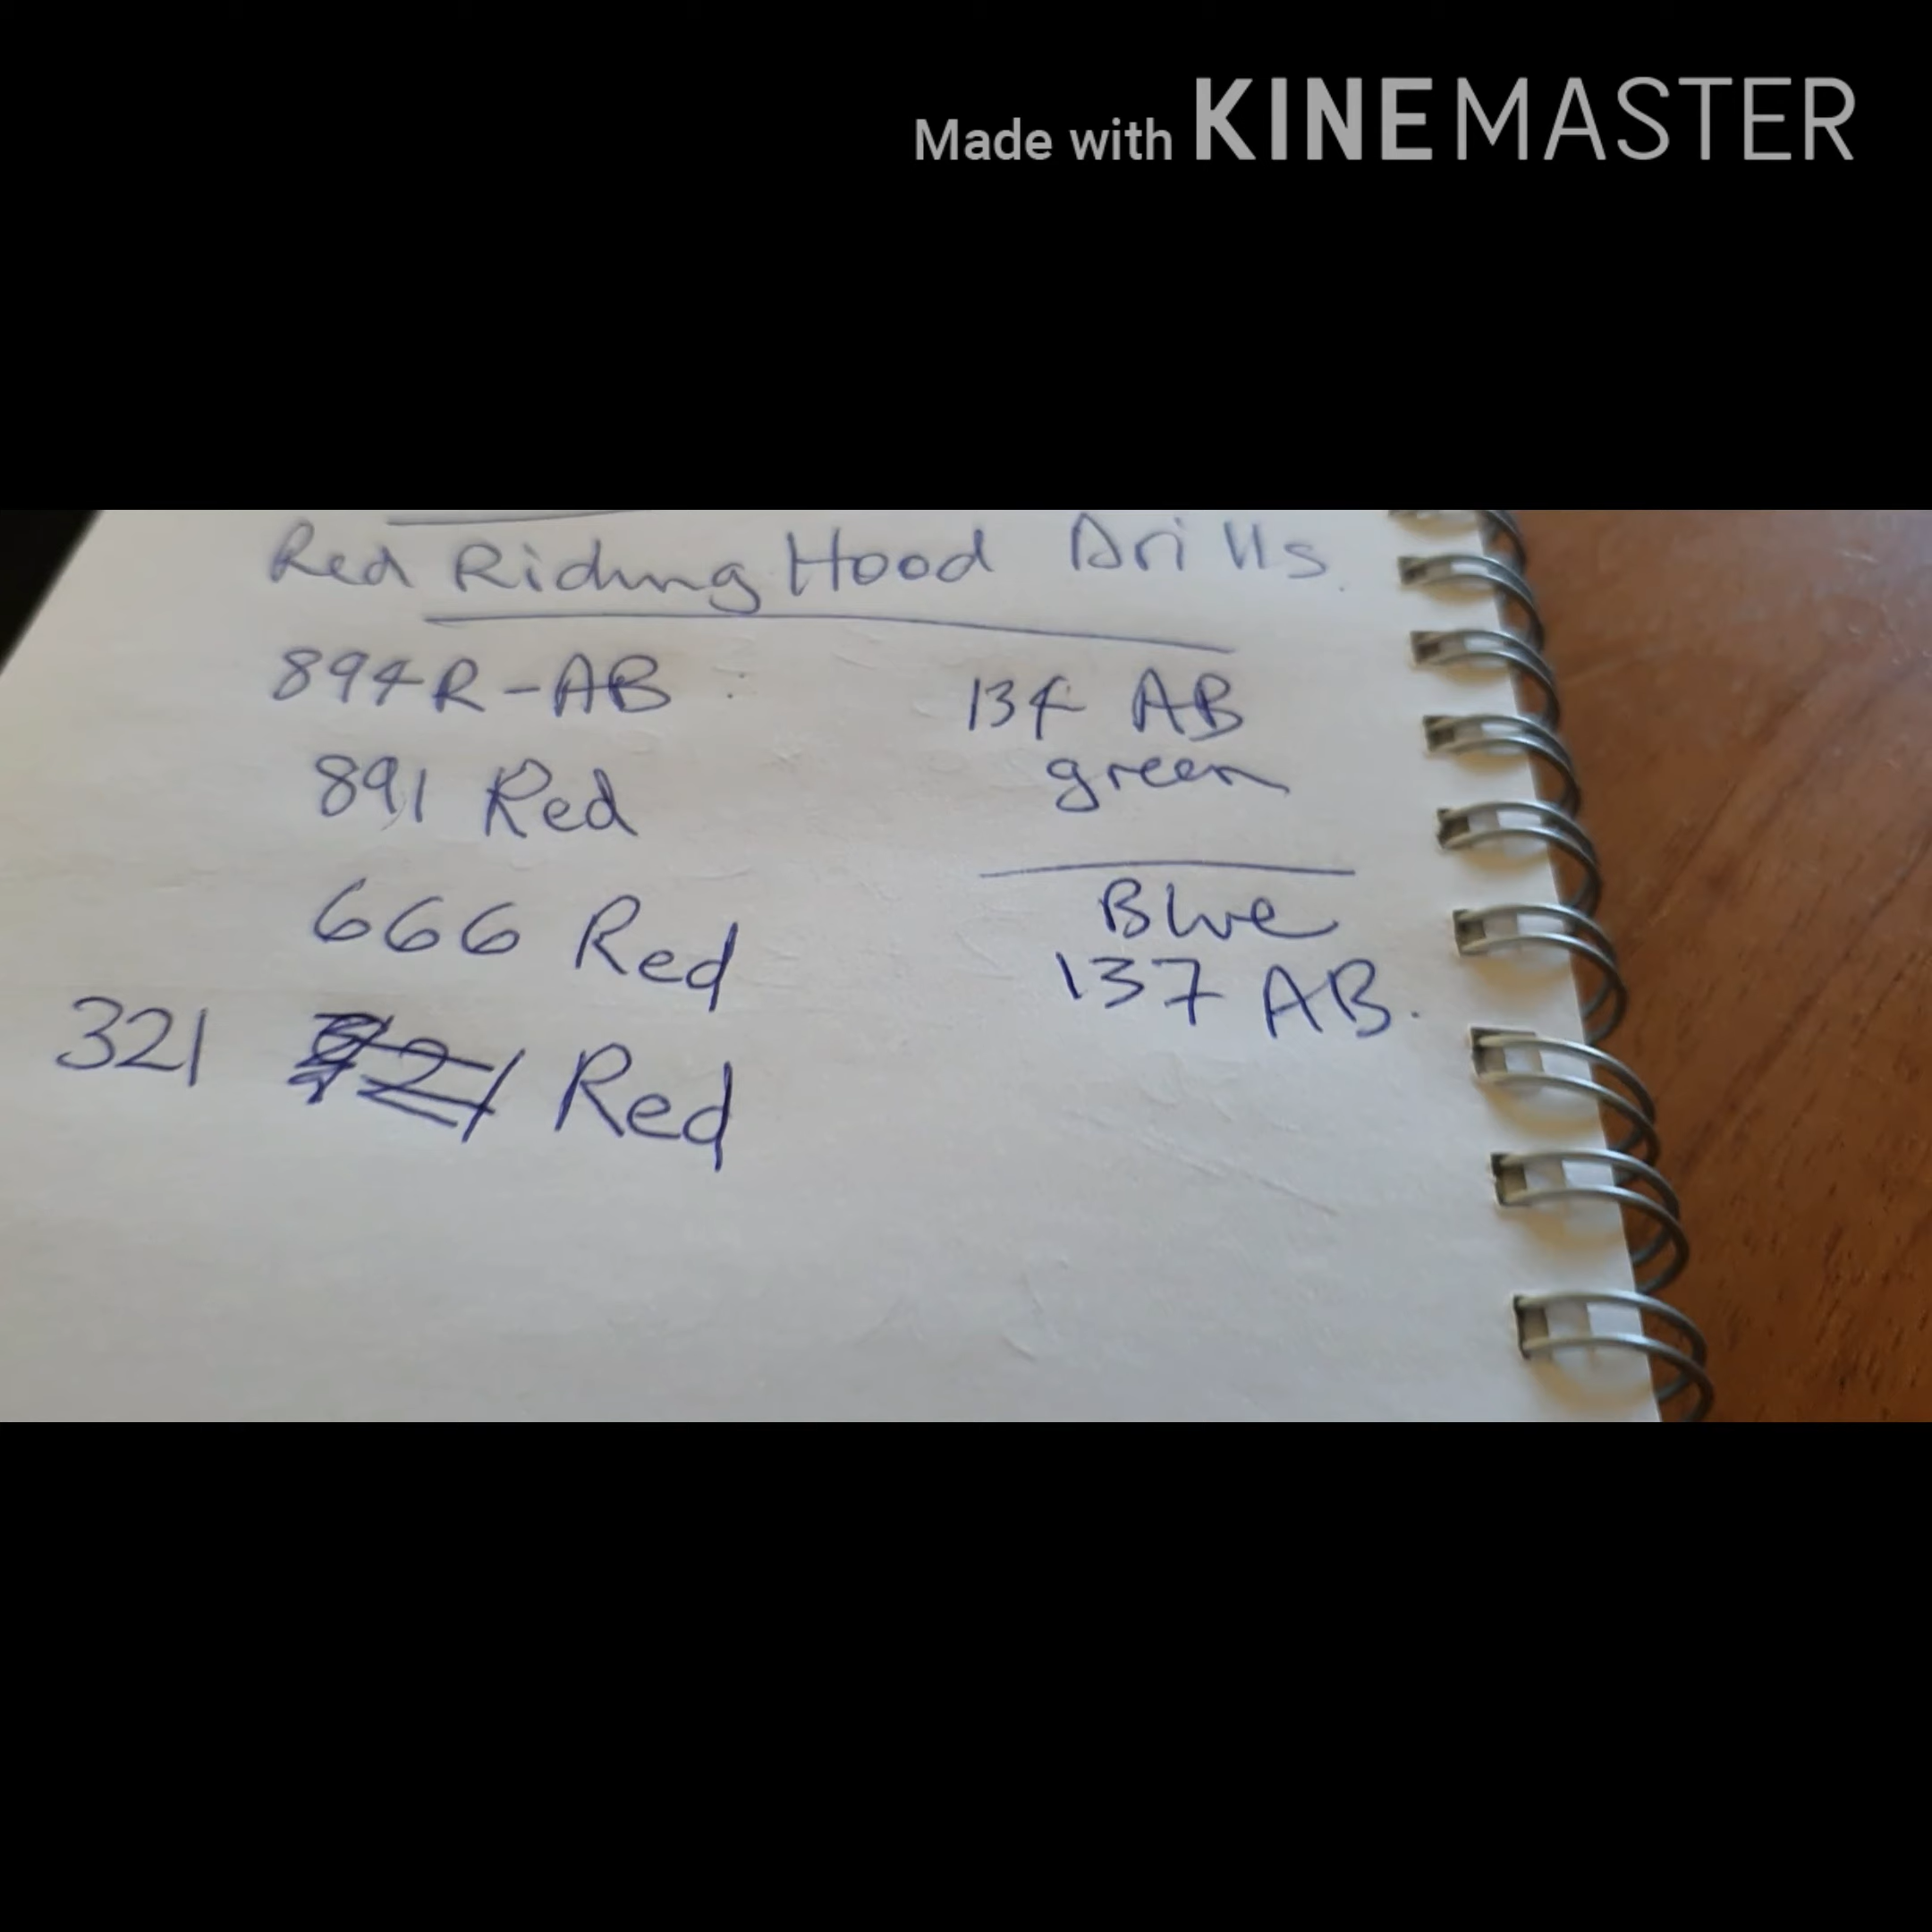 Made with KINEMASTER
Red Riding Hood Drills.
894R-AB
891 Red
666 Red
321 Red
134 AB
green
Blue
137 AB.